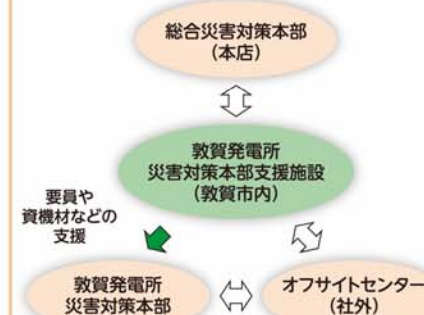 総合災害対策本部
（本店）
敦賀発電所
災害対策本部支援施設
（敦賀市内）
要員や
資機材などの
支援
敦賀発電所
災害対策本部
オフサイトセンター
（社外）